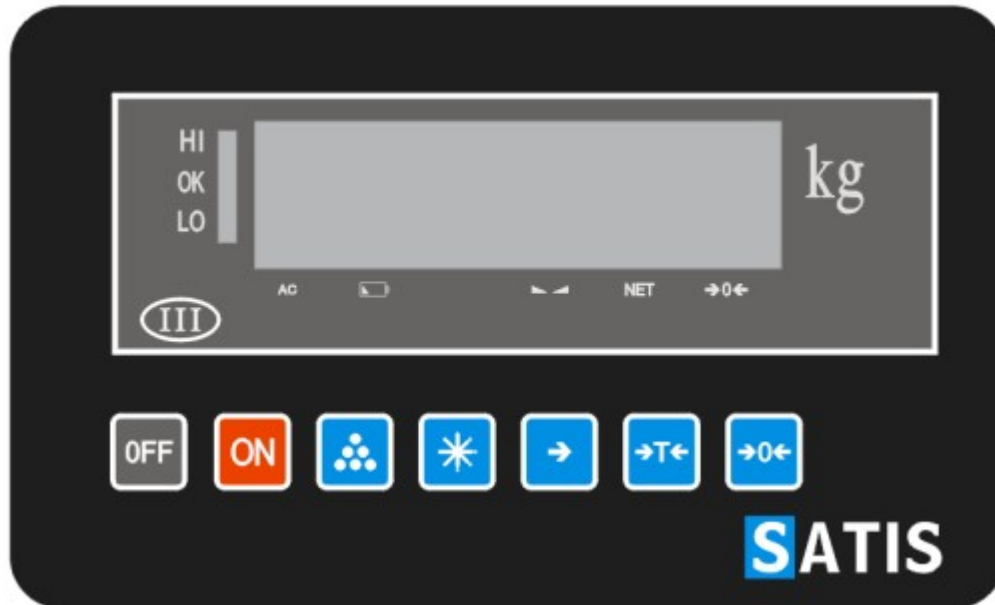 HI
OK
LO
kg
AC NET →0←
III
OFF ON → →T← →0←
SATIS